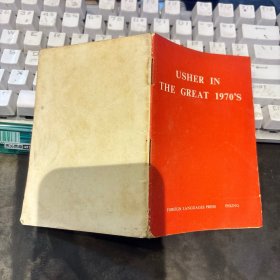 USHER IN
THE GREAT 1970'S
FOREIGN LANGUAGES PRESS PEKING